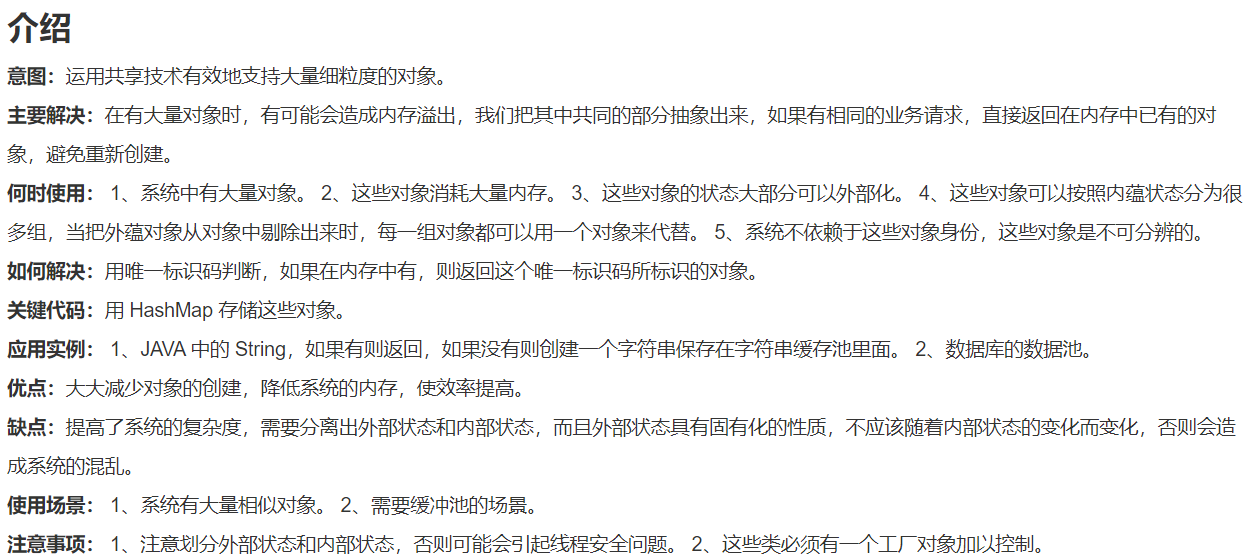 介绍
意图：运用共享技术有效地支持大量细粒度的对象。
主要解决：在有大量对象时，有可能会造成内存溢出，我们把其中共同的部分抽象出来，如果有相同的业务请求，直接返回在内存中已有的对
象，避免重新创建。
何时使用： 1、系统中有大量对象。 2、这些对象消耗大量内存。 3、这些对象的状态大部分可以外部化。 4、这些对象可以按照内蕴状态分为很
多组，当把外蕴对象从对象中剔除出来时，每一组对象都可以用一个对象来代替。 5、系统不依赖于这些对象身份，这些对象是不可分辨的。
如何解决：用唯一标识码判断，如果在内存中有，则返回这个唯一标识码所标识的对象。
关键代码：用 HashMap 存储这些对象。
应用实例： 1、JAVA 中的 String，如果有则返回，如果没有则创建一个字符串保存在字符串缓存池里面。 2、数据库的数据池。
优点：大大减少对象的创建，降低系统的内存，使效率提高。
缺点：提高了系统的复杂度，需要分离出外部状态和内部状态，而且外部状态具有固有化的性质，不应该随着内部状态的变化而变化，否则会造
成系统的混乱。
使用场景： 1、系统有大量相似对象。 2、需要缓冲池的场景。
注意事项： 1、注意划分外部状态和内部状态，否则可能会引起线程安全问题。 2、这些类必须有一个工厂对象加以控制。